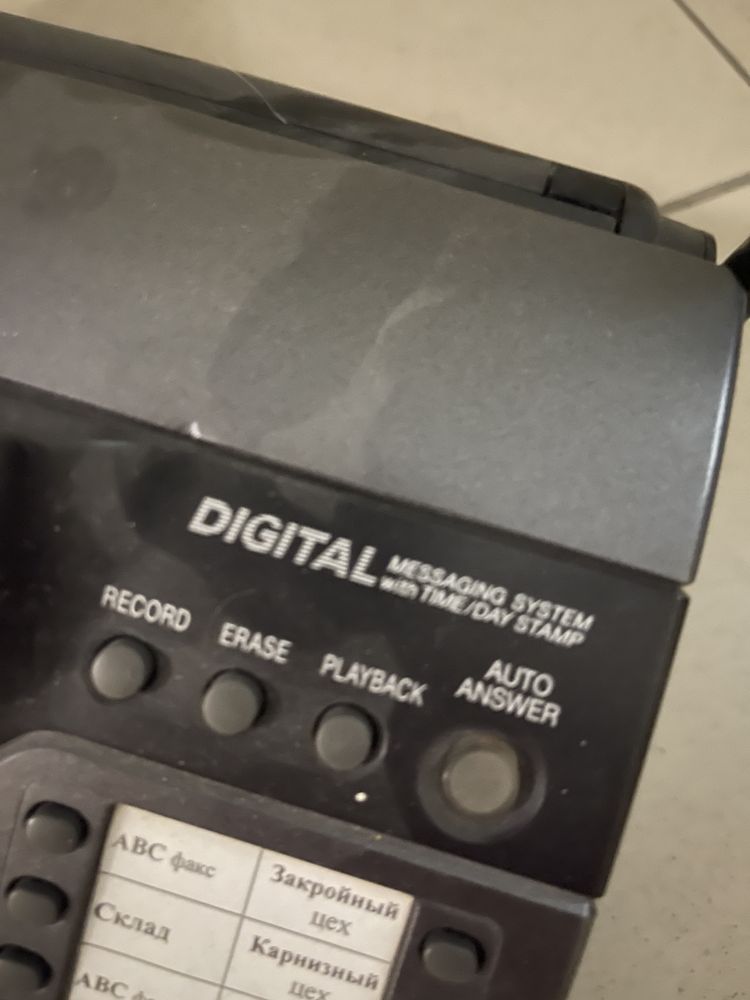 DIGITAL MESSAGING SYSTEM
with TIME/DAY STAMP
RECORD
ERASE
PLAYBACK
AUTO
ANSWER
АВС факс
Закройный
цех
Склад
Карнизный
цех
АВС